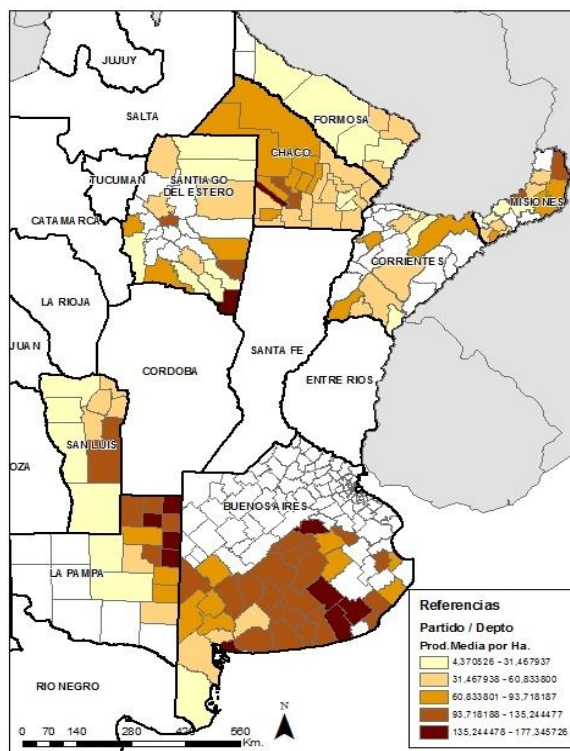 JUJUY
SALTA
FORMOSA
CHACO
TUCUMAN
SANTIAGO
DEL ESTERO
CATAMARCA
MISIONES
CORRIENTES
LA RIOJA
JUAN
CORDOBA
SANTA FE
ENTRE RIOS
SAN LUIS
OZA
BUENOS AIRES
LA PAMPA
RIO NEGRO
Referencias
Partido / Depto
Prod.Media por Ha.
4,370526 - 31,467937
31,467938 - 60,833800
60,833801 - 93,718187
93,718188 - 135,244477
135,244478 - 177,345726
N
0 70 140 280 420 560
Km.